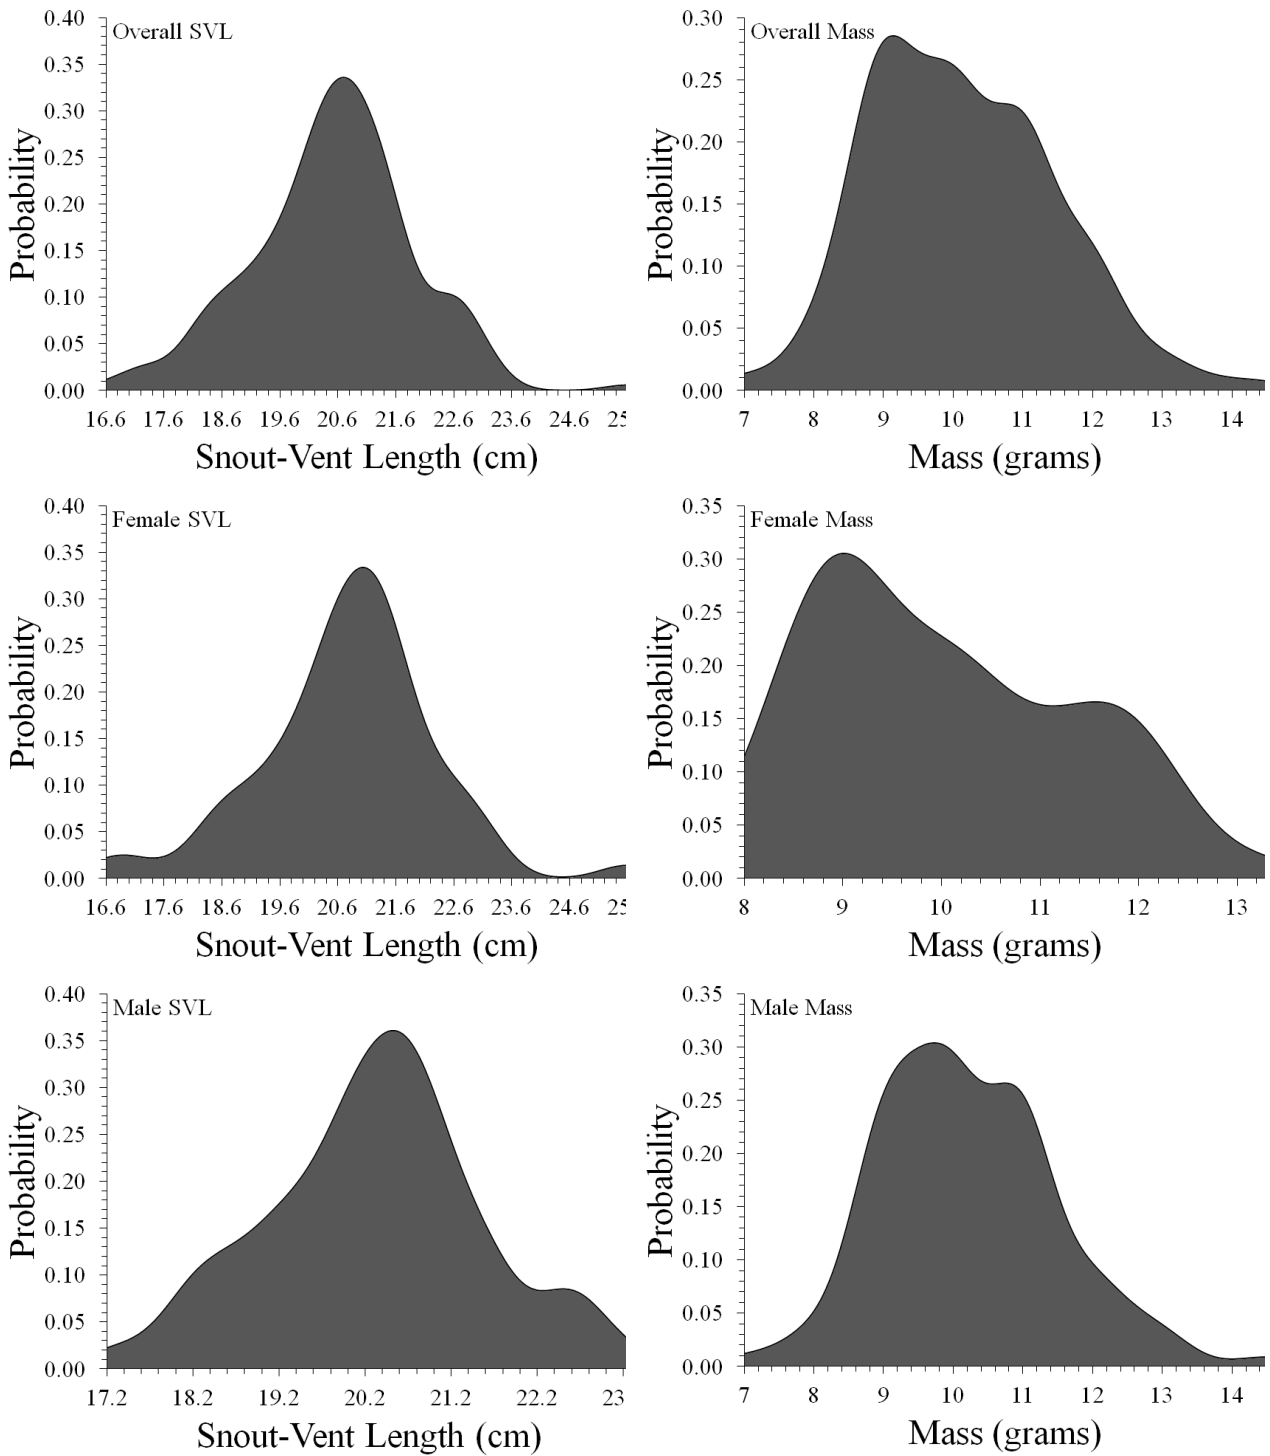 Overall SVL
Probability
0.40
0.35
0.30
0.25
0.20
0.15
0.10
0.05
0.00
16.6 17.6 18.6 19.6 20.6 21.6 22.6 23.6 24.6 25
Snout-Vent Length (cm)
Overall Mass
Probability
0.30
0.25
0.20
0.15
0.10
0.05
0.00
7 8 9 10 11 12 13 14
Mass (grams)
Female SVL
Probability
0.40
0.35
0.30
0.25
0.20
0.15
0.10
0.05
0.00
16.6 17.6 18.6 19.6 20.6 21.6 22.6 23.6 24.6 25
Snout-Vent Length (cm)
Female Mass
Probability
0.35
0.30
0.25
0.20
0.15
0.10
0.05
0.00
8 9 10 11 12 13
Mass (grams)
Male SVL
Probability
0.40
0.35
0.30
0.25
0.20
0.15
0.10
0.05
0.00
17.2 18.2 19.2 20.2 21.2 22.2 23
Snout-Vent Length (cm)
Male Mass
Probability
0.35
0.30
0.25
0.20
0.15
0.10
0.05
0.00
7 8 9 10 11 12 13 14
Mass (grams)